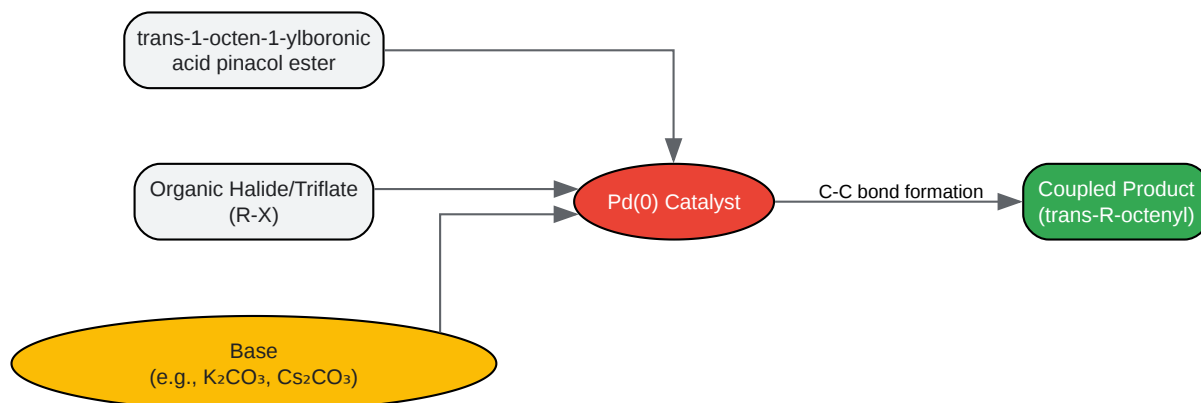 trans-1-octen-1-ylboronic
acid pinacol ester
Organic Halide/Triflate
(R-X)
Pd(0) Catalyst
C-C bond formation
Coupled Product
(trans-R-octenyl)
Base
(e.g., K₂CO₃, Cs₂CO₃)